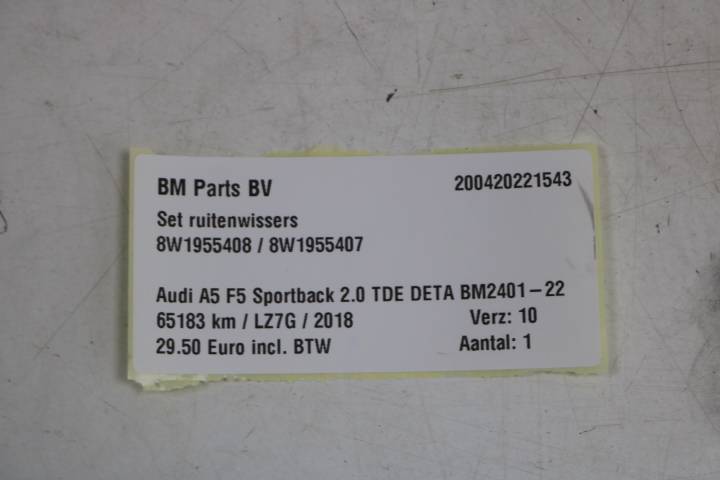 BM Parts BV 200420221543
Set ruitenwissers
8W1955408 / 8W1955407
Audi A5 F5 Sportback 2.0 TDE DETA BM2401-22
65183 km / LZ7G / 2018 Verz: 10
29.50 Euro incl. BTW Aantal: 1